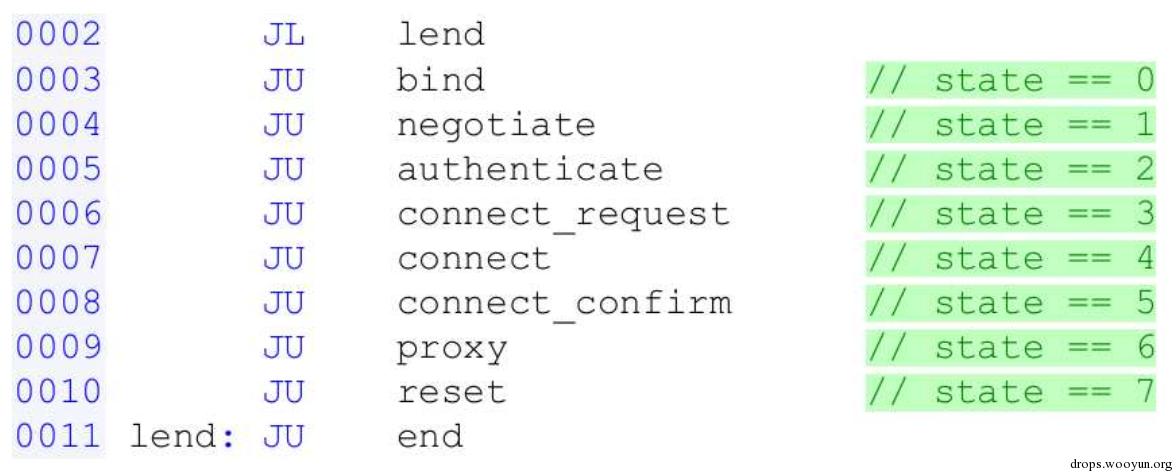 0002 JL lend
0003 JU bind // state == 0
0004 JU negotiate // state == 1
0005 JU authenticate // state == 2
0006 JU connect_request // state == 3
0007 JU connect // state == 4
0008 JU connect_confirm // state == 5
0009 JU proxy // state == 6
0010 JU reset // state == 7
0011 lend: JU end
drops.wooyun.org